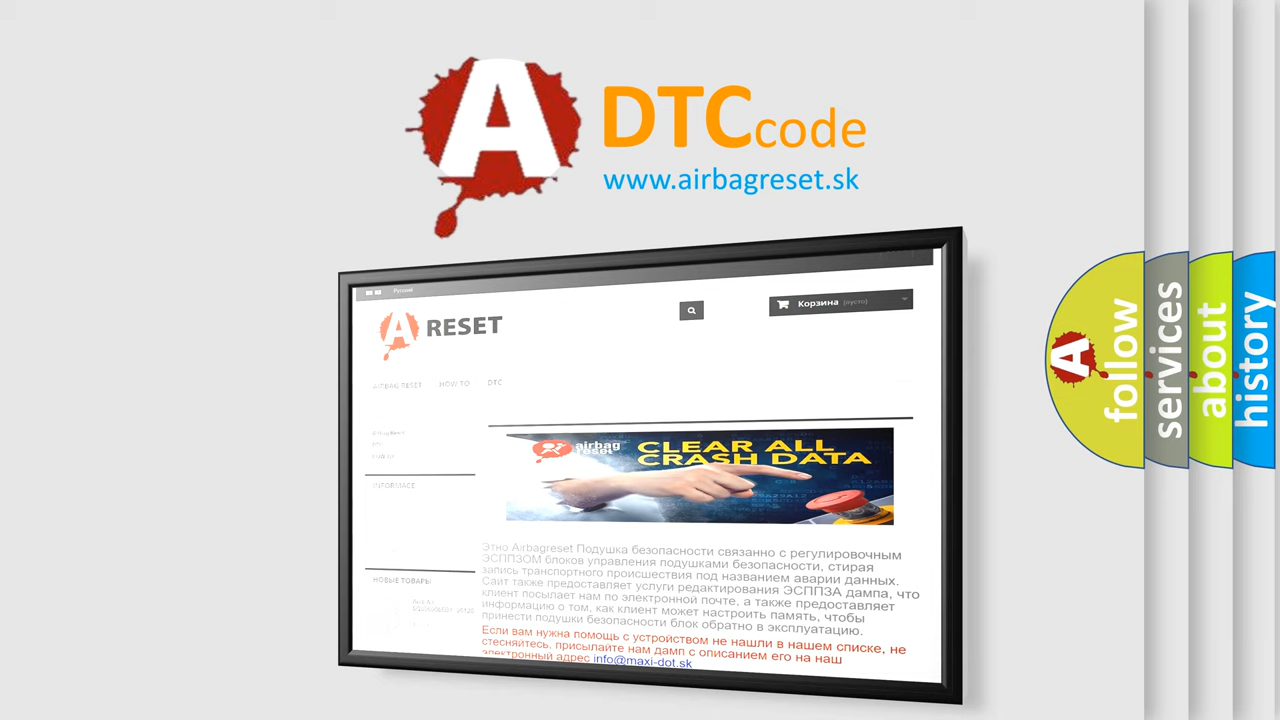 A DTCcode
www.airbagreset.sk
Русский
A RESET
Корзина (пусто)
AIRBAG RESET HOW TO DTC
Airbag Reset
DTC
INFORMACE
airbag
reset
CLEAR ALL
CRASH DATA
Этно Airbagreset Подушка безопасности связанно с регулировочным
ЭСППЗОМ блоков управления подушками безопасности, стирая
запись транспортного происшествия под названием аварии данных.
Сайт также предоставляет услуги редактирования ЭСППЗА дампа, что
клиент посылает нам по электронной почте, а также предоставляет
информацию о том, как клиент может настроить память, чтобы
принести подушки безопасности блок обратно в эксплуатацию.
Если вам нужна помощь с устройством не нашли в нашем списке, не
стесняйтесь, присылайте нам дамп с описанием его на наш
электронный адрес info@maxi-dot.sk
НОВЫЕ ТОВАРЫ
A
follow
services
about
history